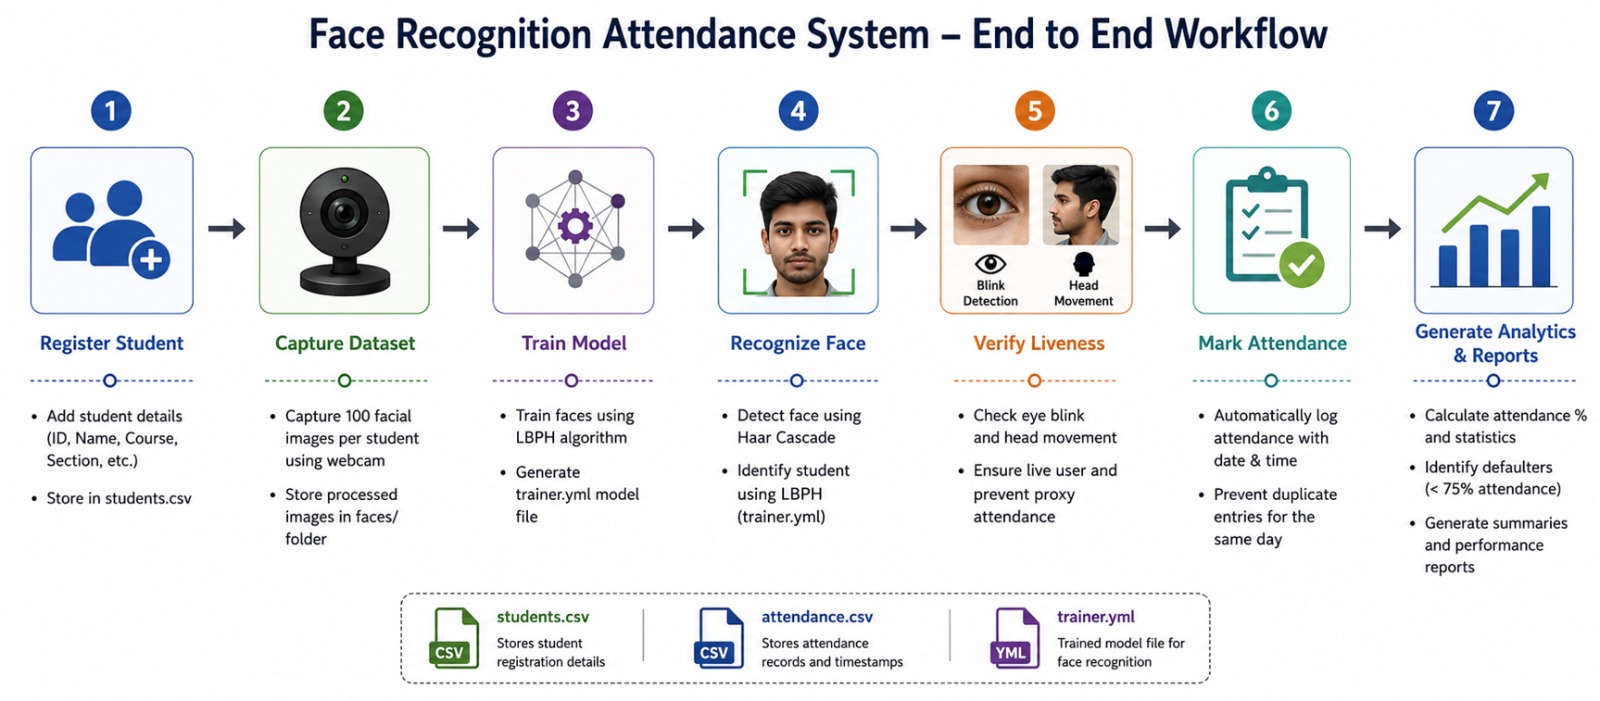 Face Recognition Attendance System – End to End Workflow
1
2
3
4
5
6
7
Blink
Detection
Head
Movement
Register Student
Capture Dataset
Train Model
Recognize Face
Verify Liveness
Mark Attendance
Generate Analytics
& Reports
• Add student details
(ID, Name, Course,
Section, etc.)
• Store in students.csv
• Capture 100 facial
images per student
using webcam
• Store processed
images in faces/
folder
• Train faces using
LBPH algorithm
• Generate
trainer.yml model
file
• Detect face using
Haar Cascade
• Identify student
using LBPH
(trainer.yml)
• Check eye blink
and head movement
• Ensure live user and
prevent proxy
attendance
• Automatically log
attendance with
date & time
• Prevent duplicate
entries for the
same day
• Calculate attendance %
and statistics
• Identify defaulters
(< 75% attendance)
• Generate summaries
and performance
reports
CSV
students.csv
Stores student
registration details
CSV
attendance.csv
Stores attendance
records and timestamps
YML
trainer.yml
Trained model file for
face recognition